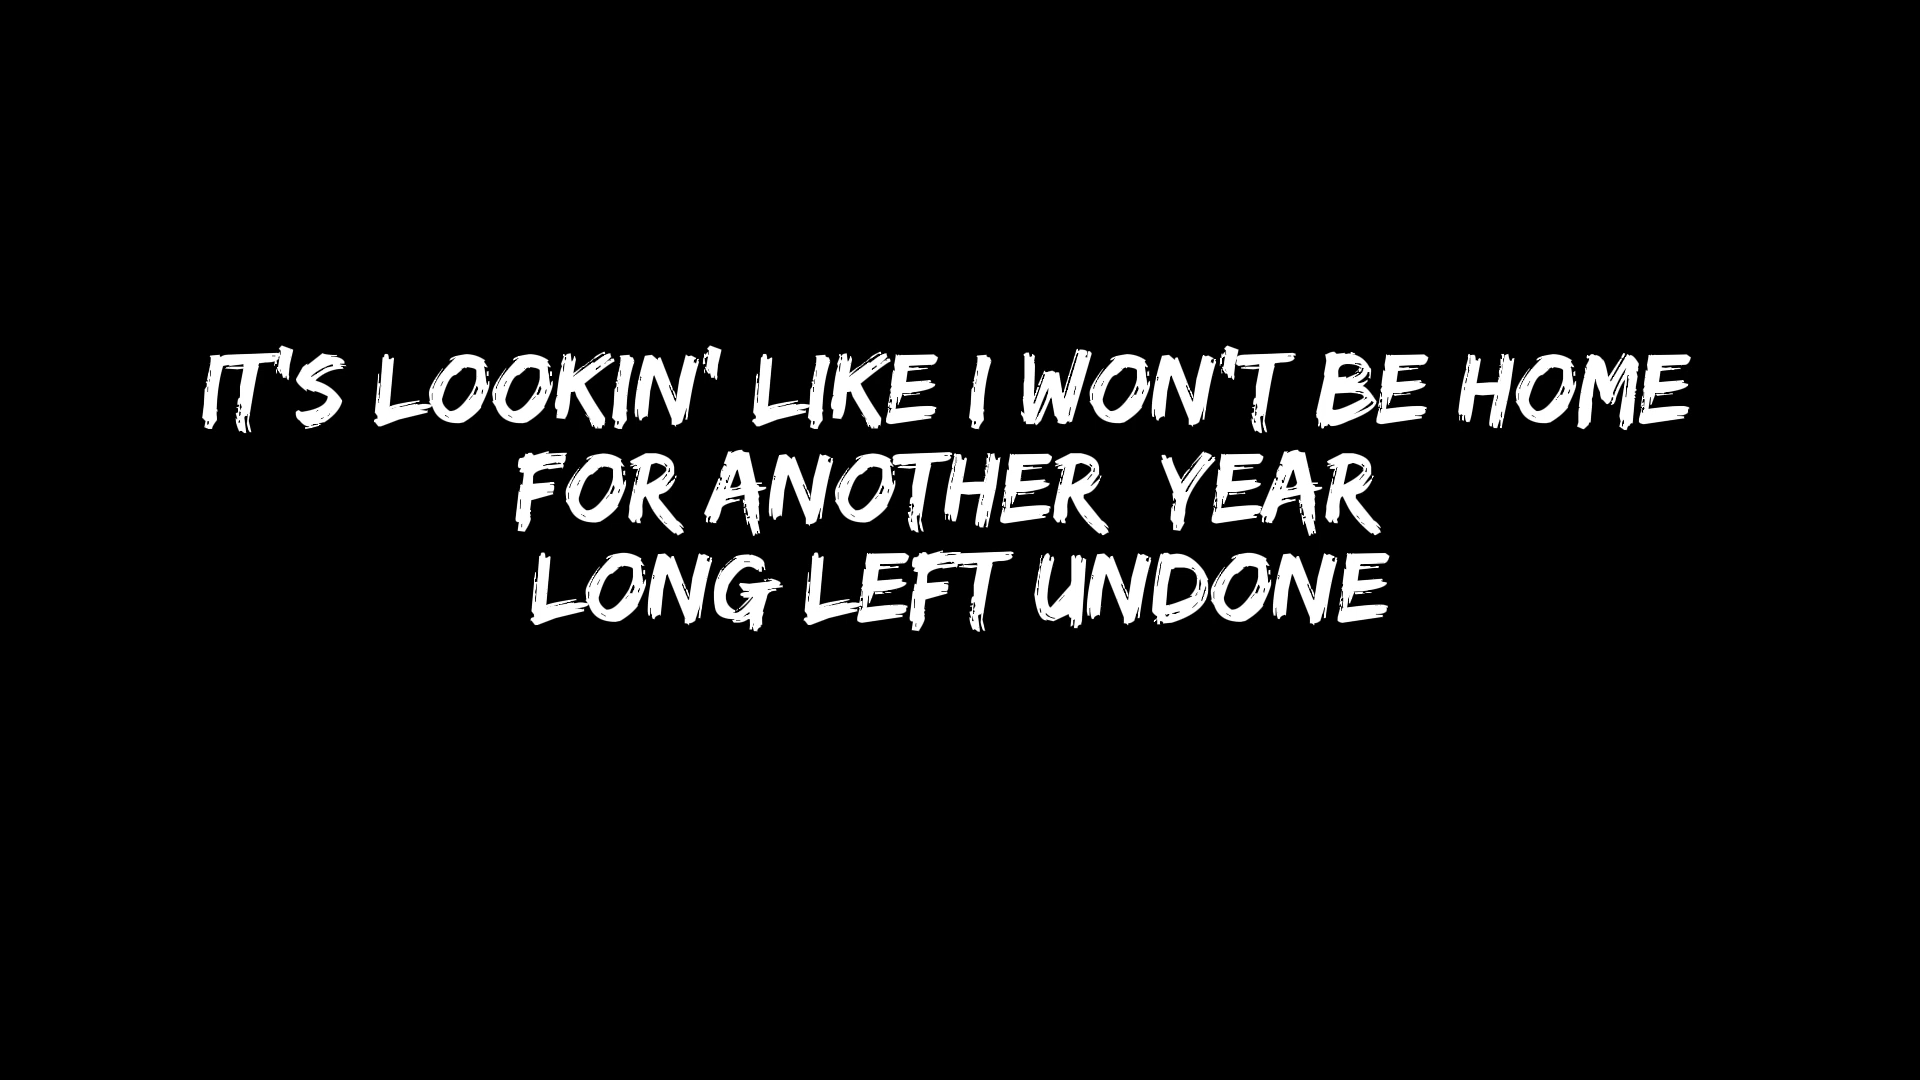 IT'S LOOKIN' LIKE I WON'T BE HOME
FOR ANOTHER  YEAR
LONG LEFT UNDONE